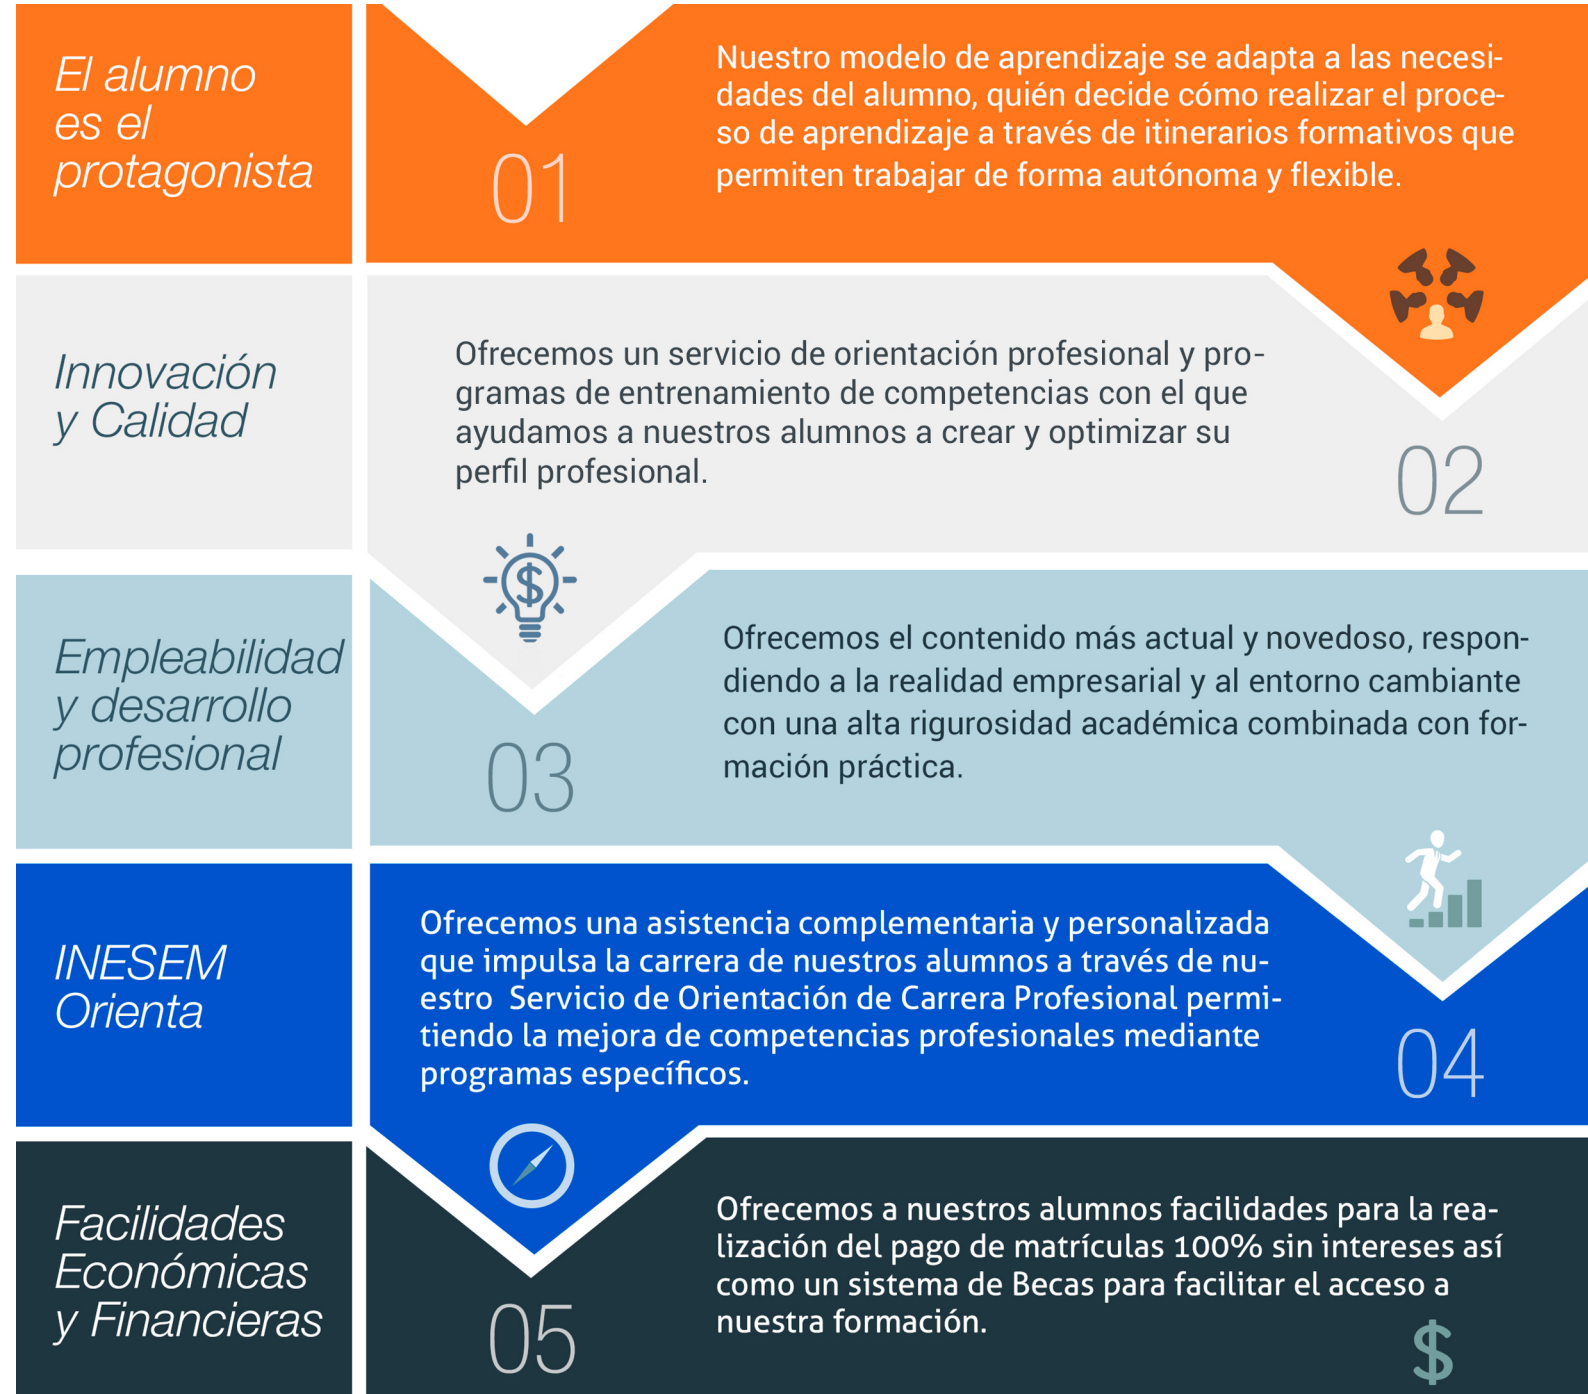 El alumno
es el
protagonista
01
Nuestro modelo de aprendizaje se adapta a las necesi-
dades del alumno, quién decide cómo realizar el proce-
so de aprendizaje a través de itinerarios formativos que
permiten trabajar de forma autónoma y flexible.
Innovación
y Calidad
Ofrecemos un servicio de orientación profesional y pro-
gramas de entrenamiento de competencias con el que
ayudamos a nuestros alumnos a crear y optimizar su
perfil profesional.
02
Empleabilidad
y desarrollo
profesional
03
Ofrecemos el contenido más actual y novedoso, respon-
diendo a la realidad empresarial y al entorno cambiante
con una alta rigurosidad académica combinada con for-
mación práctica.
INESEM
Orienta
Ofrecemos una asistencia complementaria y personalizada
que impulsa la carrera de nuestros alumnos a través de nu-
estro  Servicio de Orientación de Carrera Profesional permi-
tiendo la mejora de competencias profesionales mediante
programas específicos.
04
Facilidades
Económicas
y Financieras
05
Ofrecemos a nuestros alumnos facilidades para la rea-
lización del pago de matrículas 100% sin intereses así
como un sistema de Becas para facilitar el acceso a
nuestra formación.